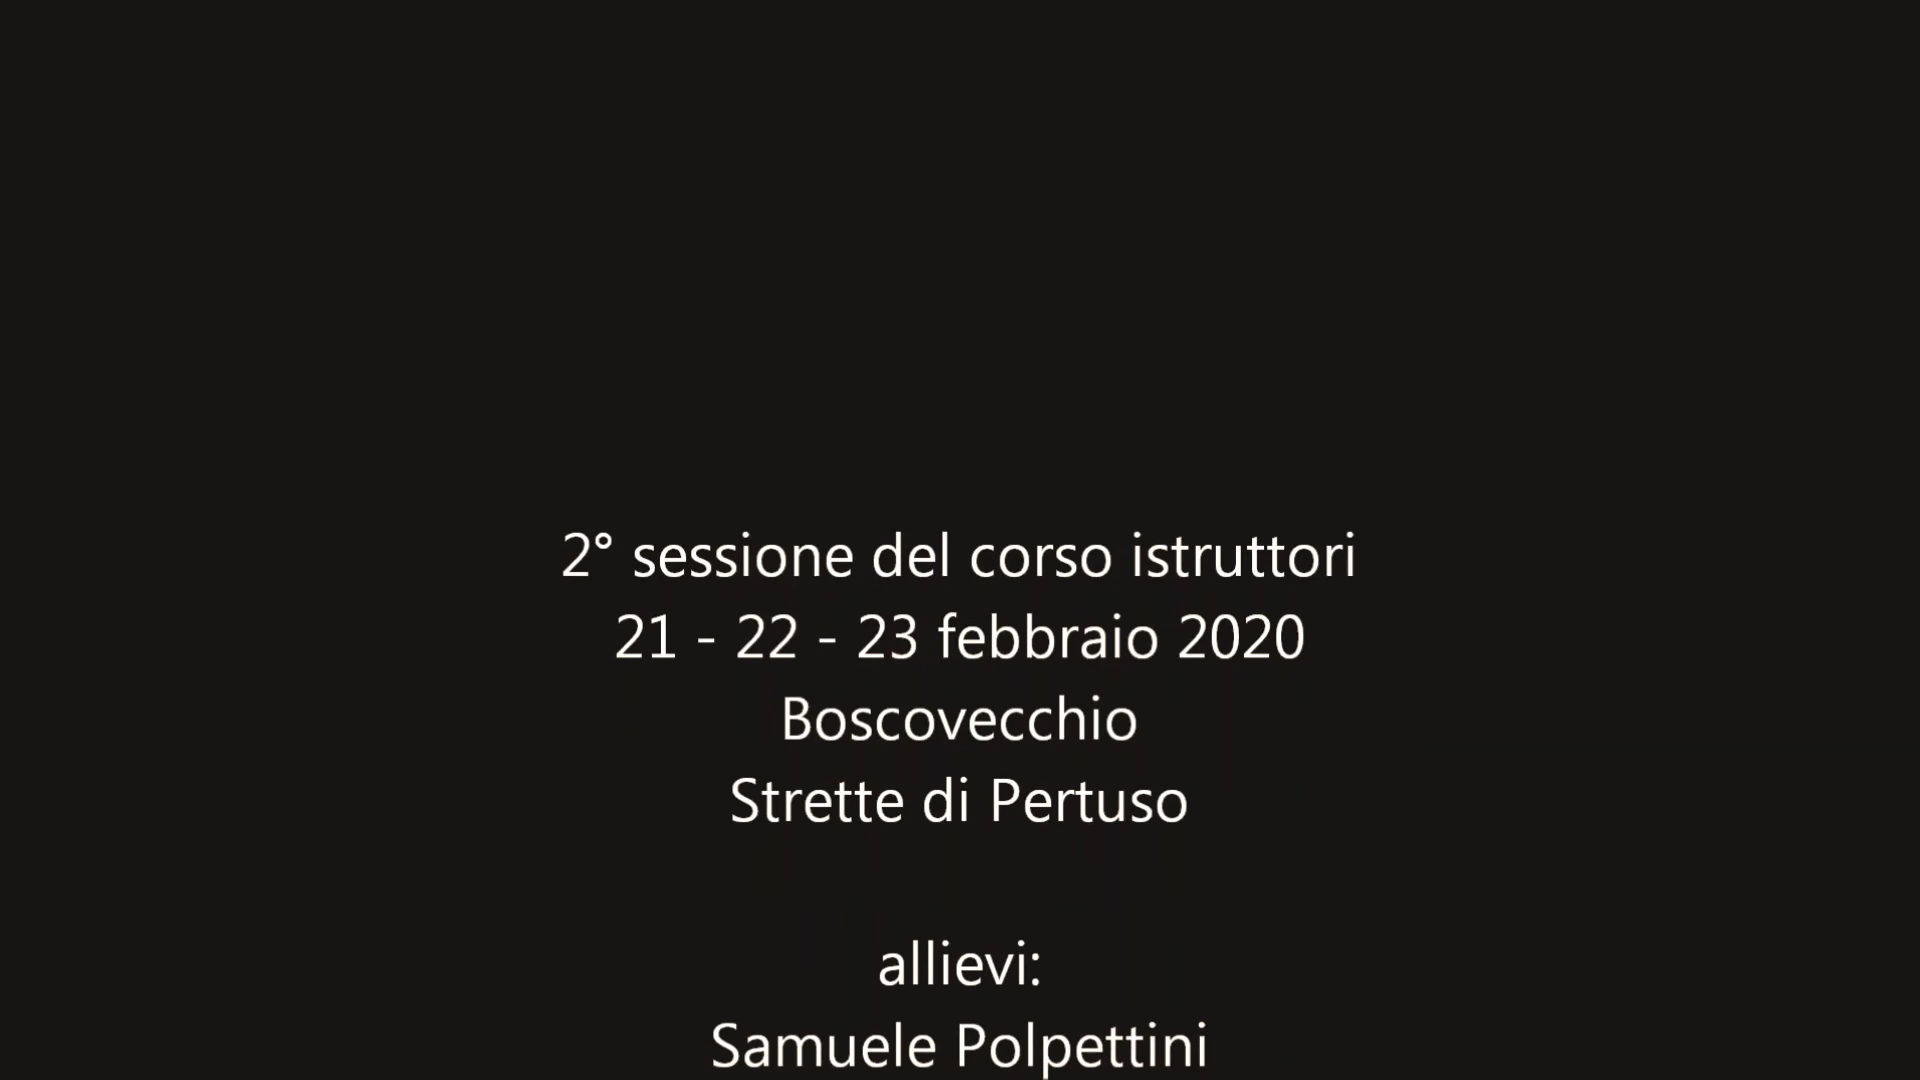 2° sessione del corso istruttori
21 - 22 - 23 febbraio 2020
Boscovecchio
Strette di Pertuso
allievi:
Samuele Polpettini